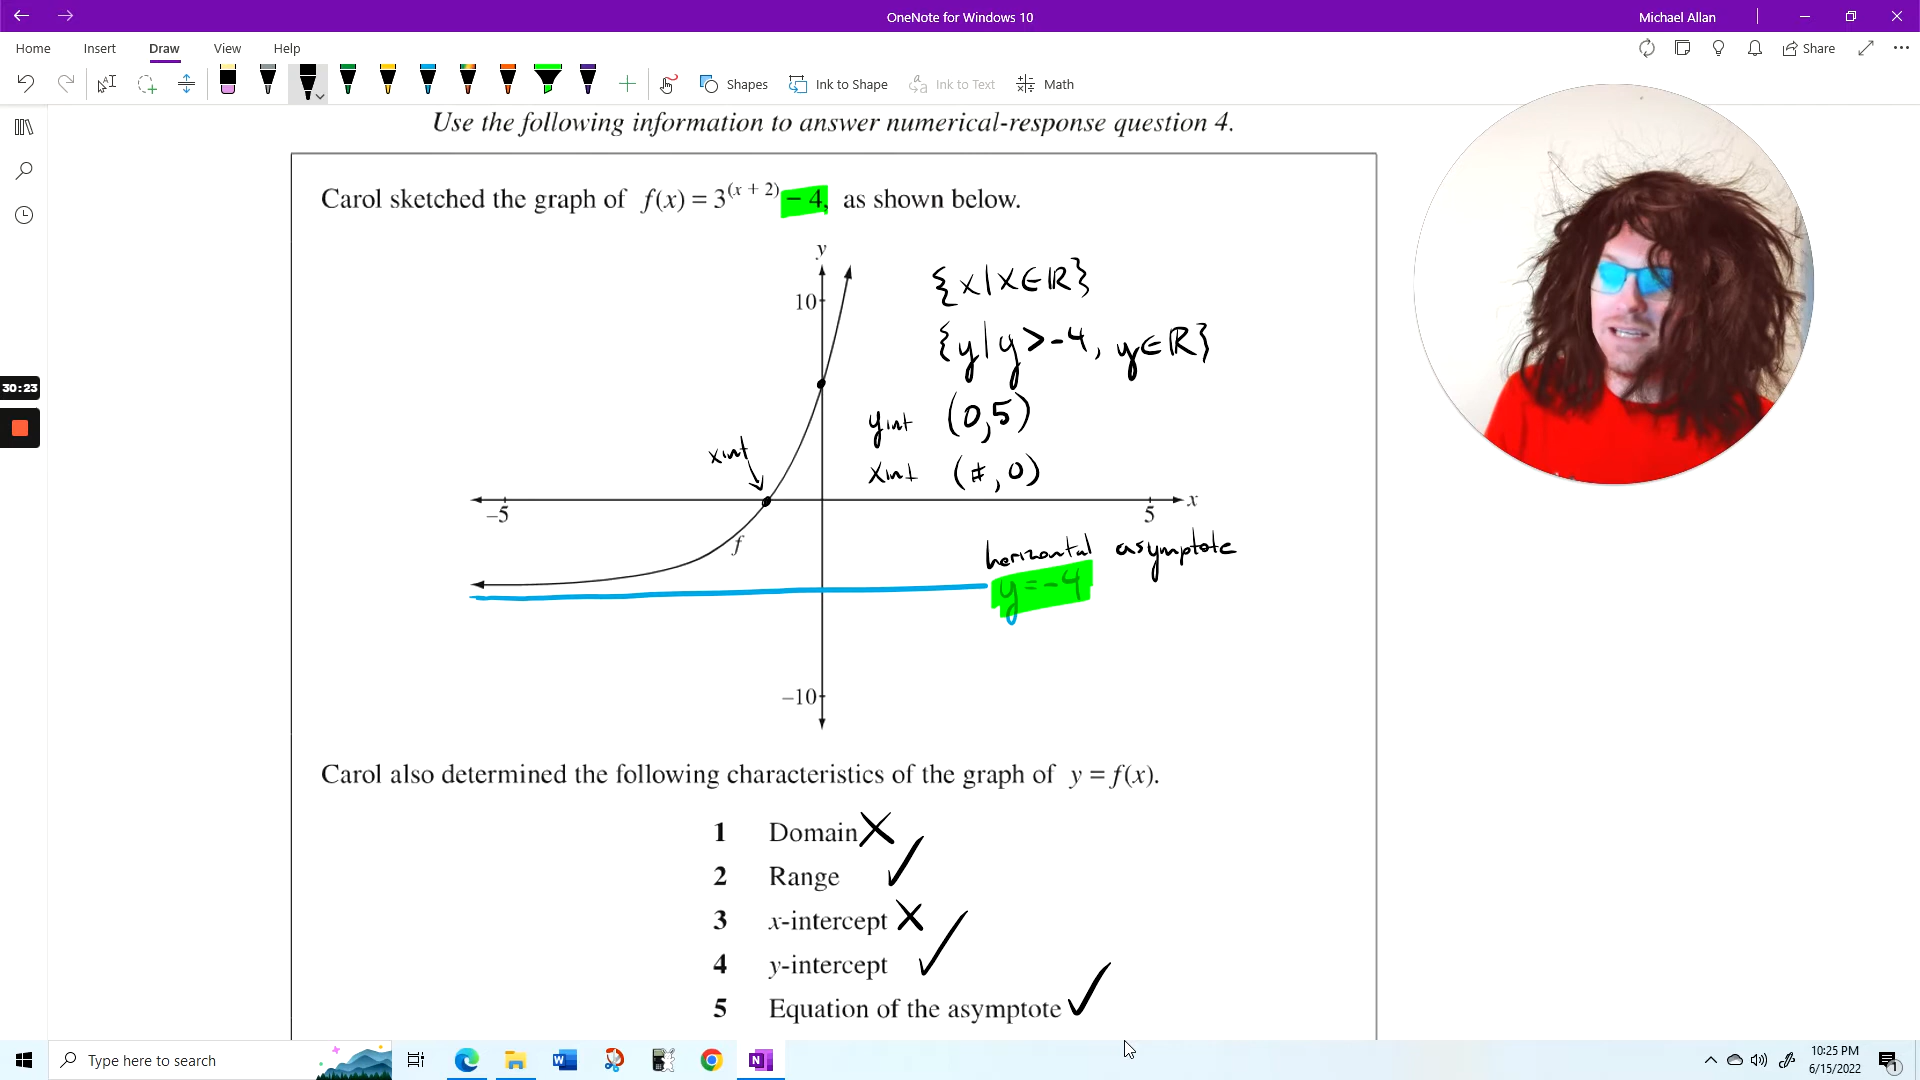 OneNote for Windows 10
Michael Allan
Home Insert Draw View Help
Share
Shapes Ink to Shape Ink to Text Math
Use the following information to answer numerical-response question 4.
Carol sketched the graph of f(x) = 3^(x + 2) − 4, as shown below.
y
10
{x|x∈ℝ}
{y|y>-4, y∈ℝ}
30:23
yint (0,5)
xint
xint (#,0)
–5 5 x
f
horizontal asymptote
y=-4
–10
Carol also determined the following characteristics of the graph of y = f(x).
1 Domain X
2 Range ✓
3 x-intercept X
4 y-intercept ✓
5 Equation of the asymptote ✓
Type here to search
10:25 PM
6/15/2022
1